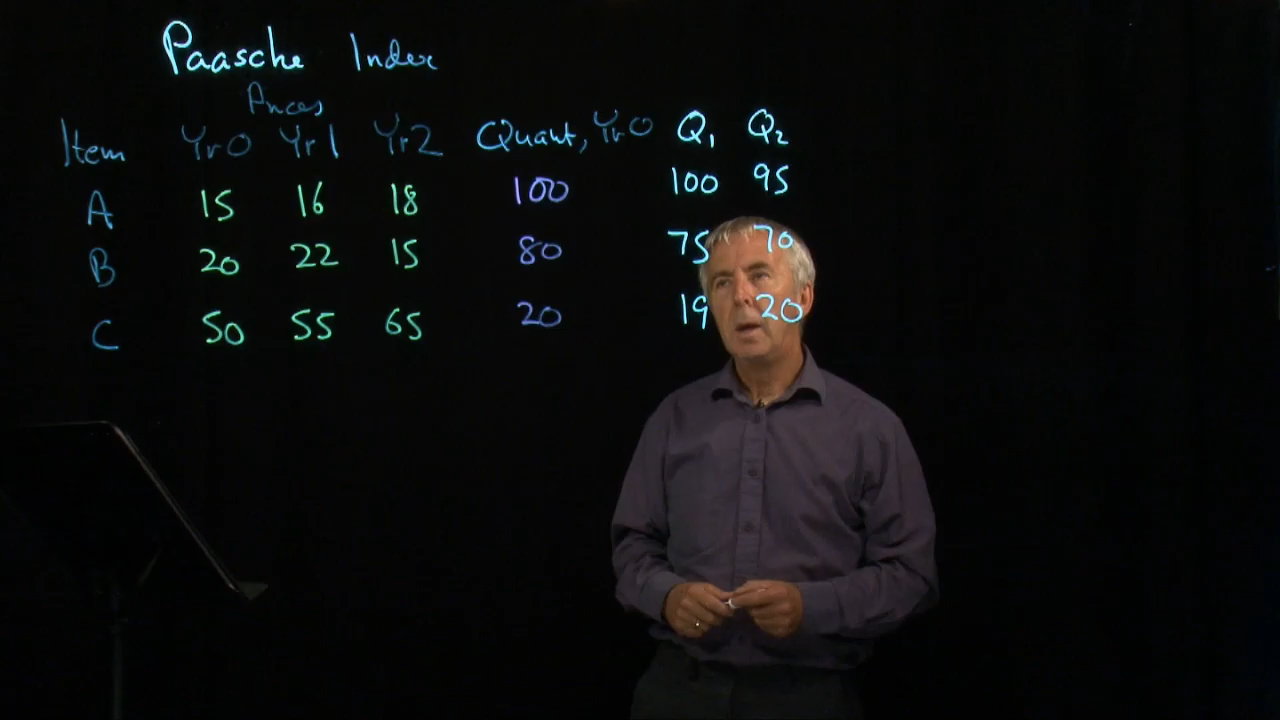 Paasche Index
Prices
Item Yr0 Yr1 Yr2 Quant, Yr0 Q₁ Q₂
A 15 16 18 100 100 95
B 20 22 15 80 75 70
C 50 55 65 20 19 20